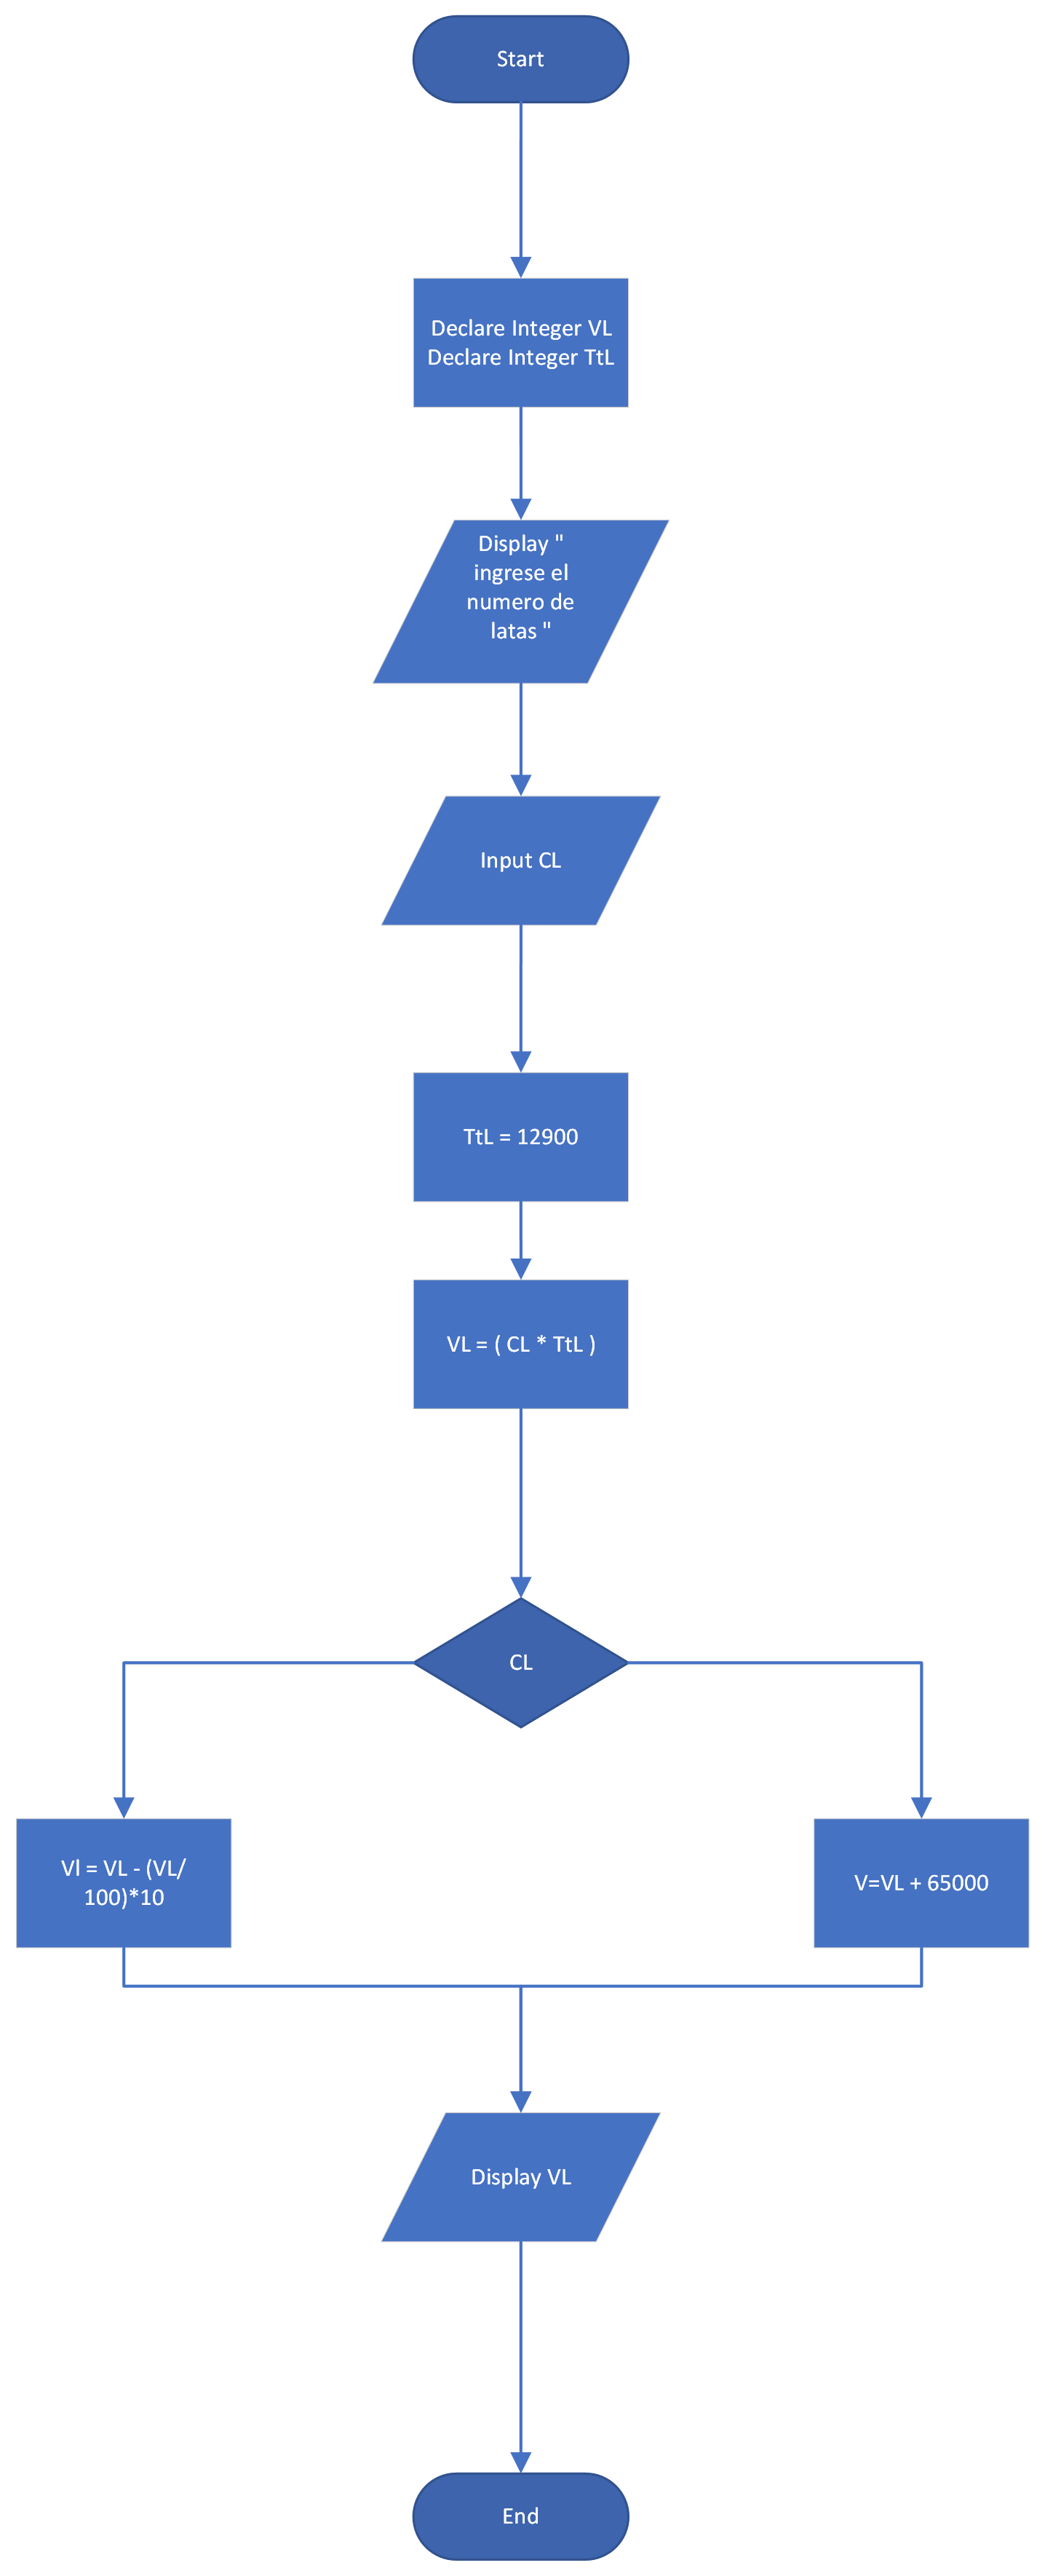 Start
Declare Integer VL
Declare Integer TtL
Display "
ingrese el
numero de
latas "
Input CL
TtL = 12900
VL = ( CL * TtL )
CL
Vl = VL - (VL/
100)*10
V=VL + 65000
Display VL
End